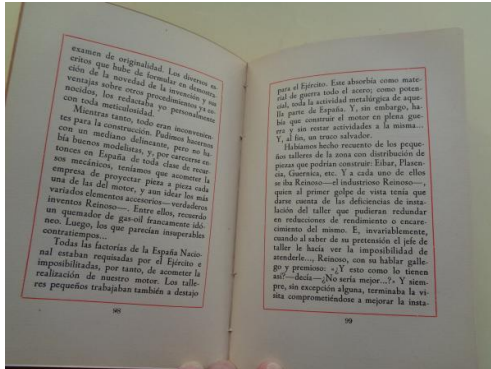 examen de originalidad. Los diversos es-
critos que hube de formular en demostra-
ción de la novedad de la invención y sus
ventajas sobre otros procedimientos ya co-
nocidos, los redactaba yo personalmente
con toda meticulosidad.
Mientras tanto, todo eran inconvenien-
tes para la construcción. Pudimos hacernos
con un mediano delineante, pero no ha-
bía buenos modelistas, y, por carecerse en-
tonces en España de toda clase de recur-
sos mecánicos, teníamos que acometer la
empresa de proyectar pieza a pieza cada
una de las del motor, y aun idear los más
variados elementos accesorios—verdaderos
inventos Reinoso—. Entre ellos, recuerdo
un quemador de gas-oil francamente idó-
neo. Luego, los que parecían insuperables
contratiempos...
Todas las factorías de la España Nacio-
nal estaban requisadas por el Ejército e
imposibilitadas, por tanto, de acometer la
realización de nuestro motor. Los talle-
res pequeños trabajaban también a destajo
98
para el Ejército. Este absorbía como mate-
rial de guerra todo el acero; como poten-
cial, toda la actividad metalúrgica de aque-
lla parte de España. Y, sin embargo, ha-
bía que construir el motor en plena gue-
rra y sin restar actividades a la misma...
Y, al fin, un truco salvador.
Habíamos hecho recuento de los peque-
ños talleres de la zona con distribución de
piezas que podrían construir: Eibar, Plasen-
cia, Guernica, etc. Y a cada uno de ellos
se iba Reinoso—el industrioso Reinoso—,
quien al primer golpe de vista tenía que
darse cuenta de las deficiencias de insta-
lación del taller que pudieran redundar
en reducciones de rendimiento o encare-
cimiento del mismo. E, invariablemente,
cuando al saber de su pretensión el jefe de
taller le hacía ver la imposibilidad de
atenderle..., Reinoso, con su hablar galle-
go y premioso: «¿Y esto como lo tienen
así?—decía—¿No sería mejor...?» Y siem-
pre, sin excepción alguna, terminaba la vi-
sita comprometiéndose a mejorar la insta-
99